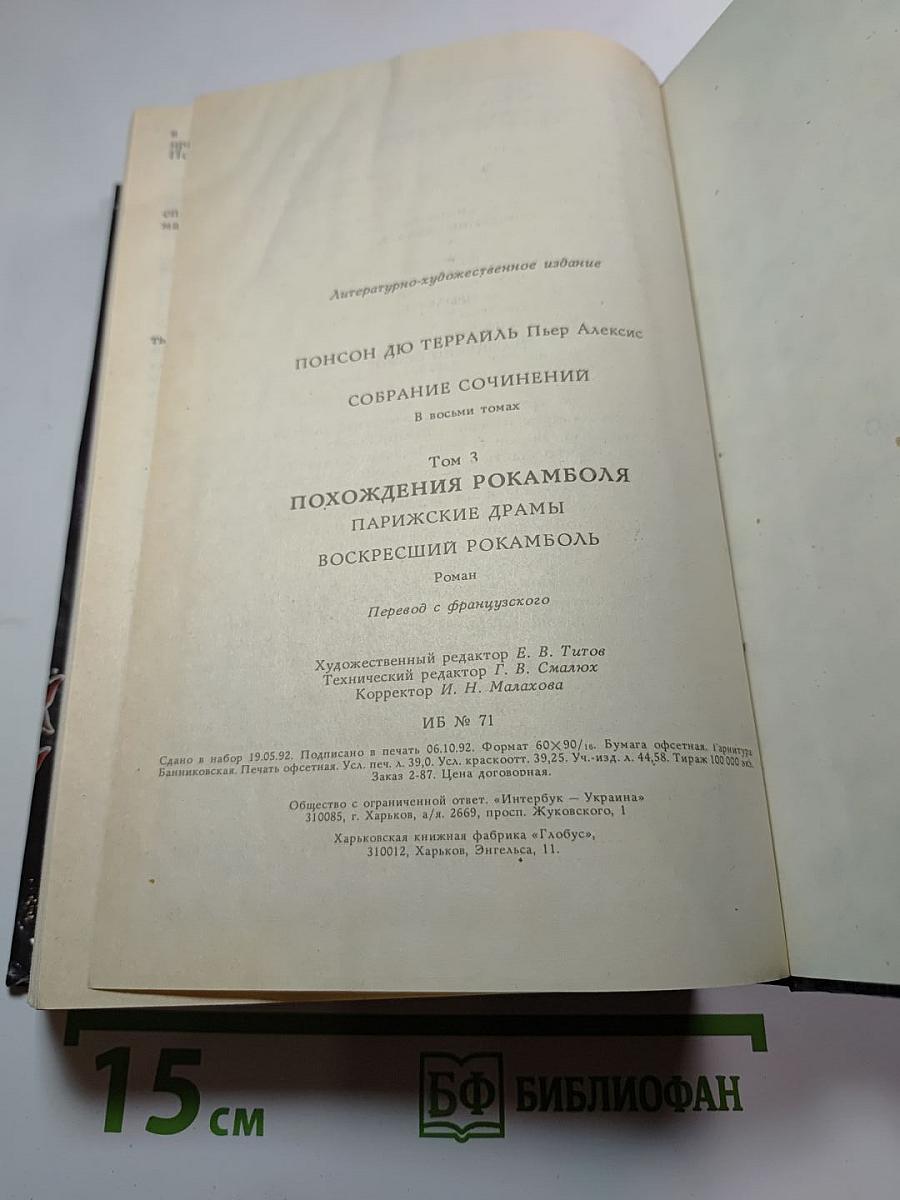 Литературно-художественное издание
ПОНСОН ДЮ ТЕРРАЙЛЬ Пьер Алексис
СОБРАНИЕ СОЧИНЕНИЙ
В восьми томах
Том 3
ПОХОЖДЕНИЯ РОКАМБОЛЯ
ПАРИЖСКИЕ ДРАМЫ
ВОСКРЕСШИЙ РОКАМБОЛЬ
Роман
Перевод с французского
Художественный редактор Е. В. Титов
Технический редактор Г. В. Смалюх
Корректор И. Н. Малахова
ИБ № 71
Сдано в набор 19.05.92. Подписано в печать 06.10.92. Формат 60×90/16. Бумага офсетная. Гарнитура
Банниковская. Печать офсетная. Усл. печ. л. 39,0. Усл. краскоотт. 39,25. Уч.-изд. л. 44,58. Тираж 100 000 экз.
Заказ 2-87. Цена договорная.
Общество с ограниченной ответ. «Интербук — Украина»
310085, г. Харьков, а/я. 2669, просп. Жуковского, 1
Харьковская книжная фабрика «Глобус»,
310012, Харьков, Энгельса, 11.
15 см
БФ БИБЛИОФАН